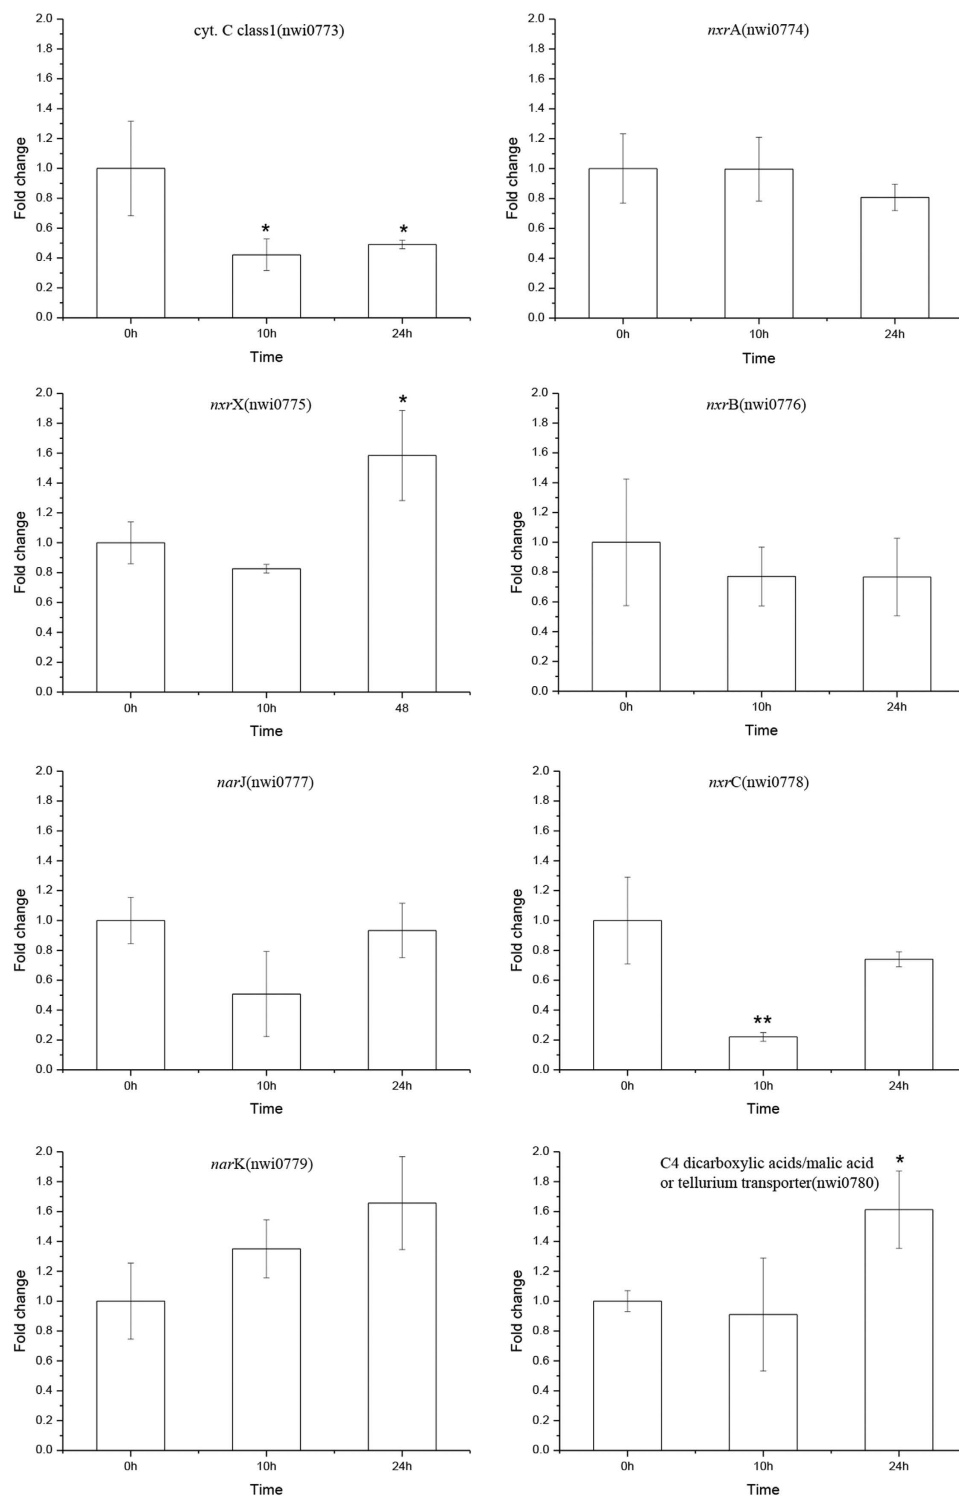 cyt. C class1(nwi0773)
2.0
1.8
1.6
1.4
1.2
1.0
0.8
0.6
0.4
0.2
0.0
Fold change
*
*
0h
10h
24h
Time
nxrA(nwi0774)
2.0
1.8
1.6
1.4
1.2
1.0
0.8
0.6
0.4
0.2
0.0
Fold change
0h
10h
24h
Time
nxrX(nwi0775)
2.0
1.8
1.6
1.4
1.2
1.0
0.8
0.6
0.4
0.2
0.0
Fold change
*
0h
10h
48
Time
nxrB(nwi0776)
2.0
1.8
1.6
1.4
1.2
1.0
0.8
0.6
0.4
0.2
0.0
Fold change
0h
10h
24h
Time
narJ(nwi0777)
2.0
1.8
1.6
1.4
1.2
1.0
0.8
0.6
0.4
0.2
0.0
Fold change
0h
10h
24h
Time
nxrC(nwi0778)
2.0
1.8
1.6
1.4
1.2
1.0
0.8
0.6
0.4
0.2
0.0
Fold change
**
0h
10h
24h
Time
narK(nwi0779)
2.0
1.8
1.6
1.4
1.2
1.0
0.8
0.6
0.4
0.2
0.0
Fold change
0h
10h
24h
Time
C4 dicarboxylic acids/malic acid
or tellurium transporter(nwi0780)
2.0
1.8
1.6
1.4
1.2
1.0
0.8
0.6
0.4
0.2
0.0
Fold change
*
0h
10h
24h
Time